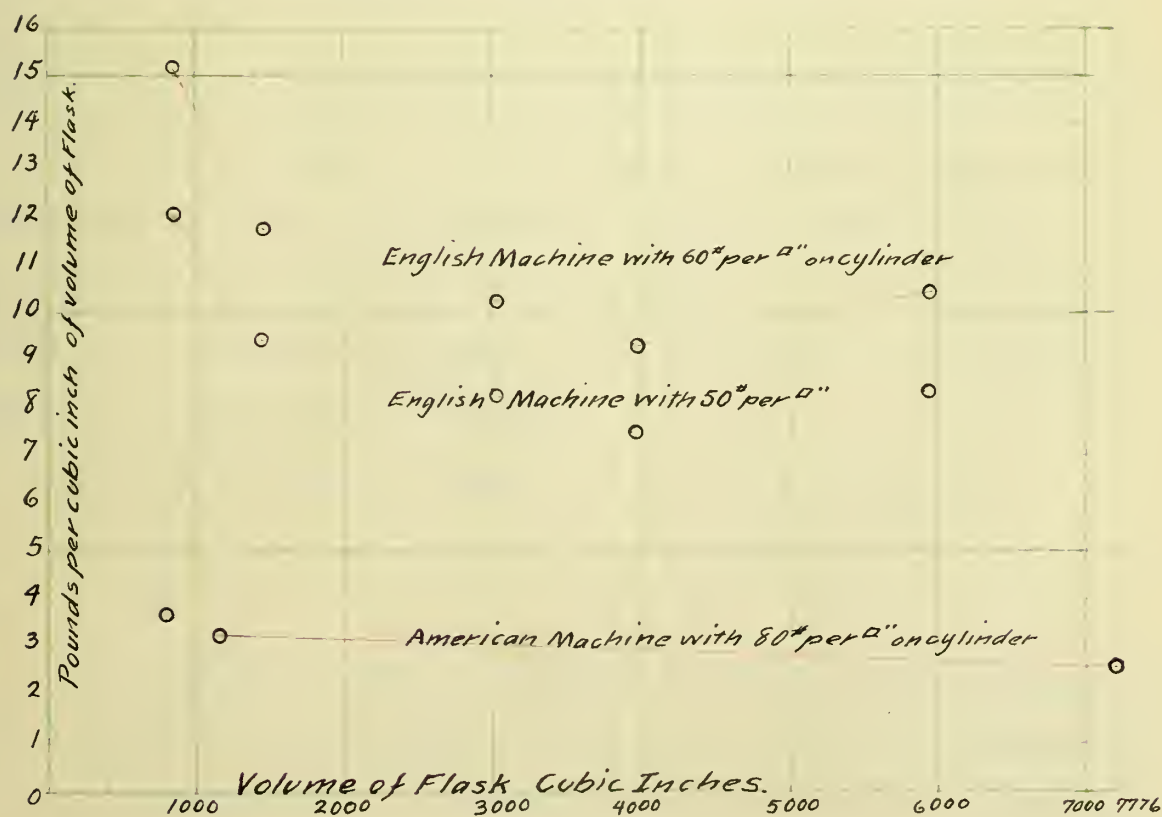 16
15
14
13
12
11
10
9
8
7
6
5
4
3
2
1
0
Pounds per cubic inch of volume of Flask.
English Machine with 60# per □" on cylinder
English Machine with 50# per □"
American Machine with 80# per □" on cylinder
Volume of Flask Cubic Inches.
1000 2000 3000 4000 5000 6000 7000 7776